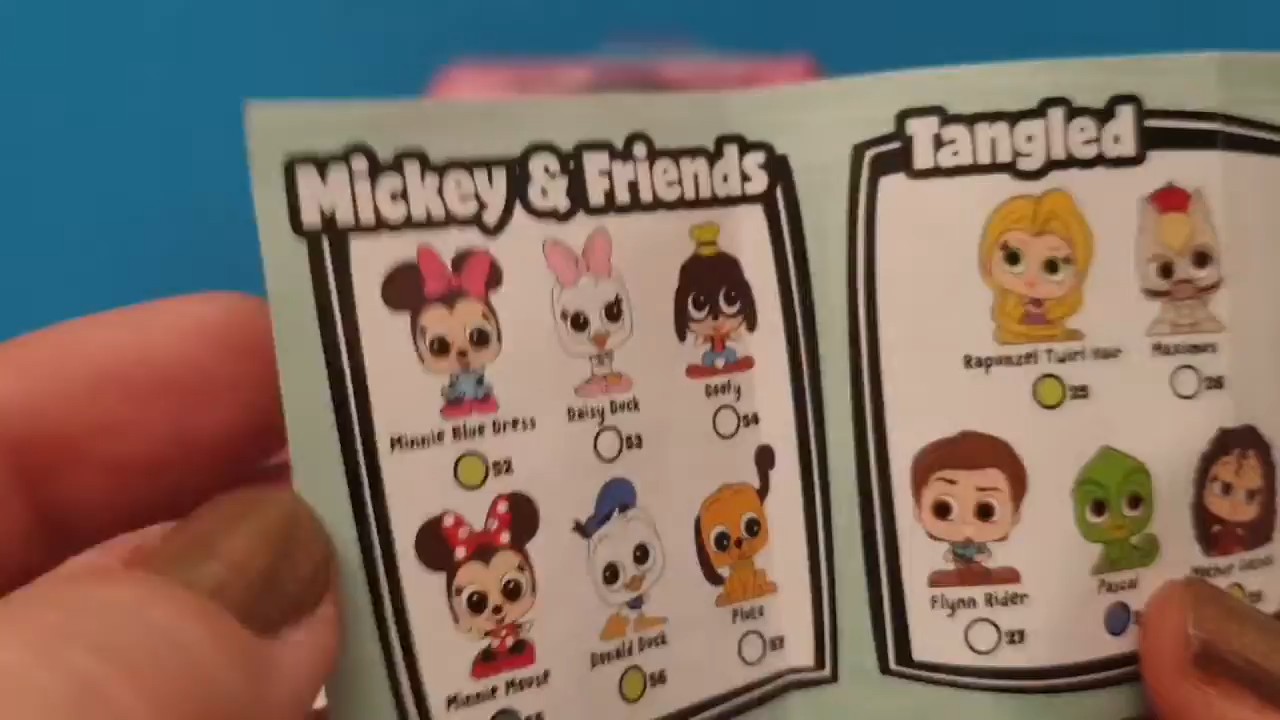 Mickey & Friends
Minnie Blue Dress
52
Daisy Duck
53
Goofy
54
Minnie Mouse
Donald Duck
56
Pluto
57
Tangled
Rapunzel Twirl Hair
25
Maximus
26
Flynn Rider
27
Pascal
Mother